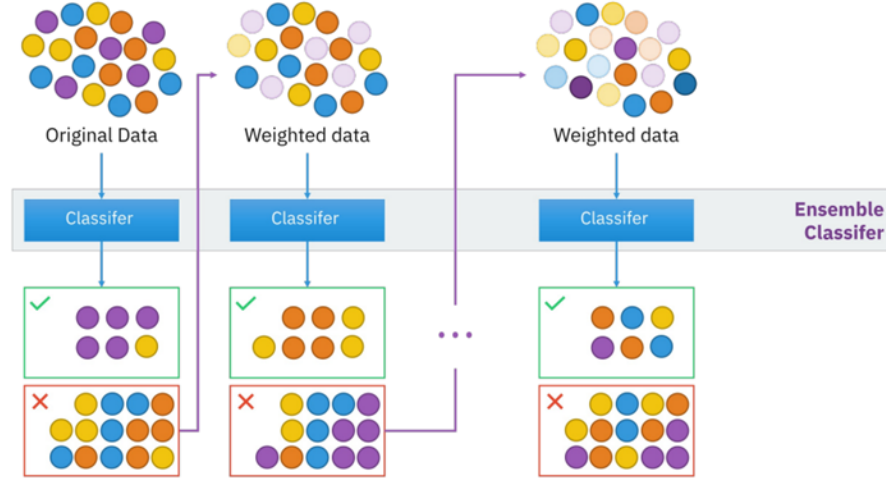 Original Data
Weighted data
Weighted data
Classifer
Classifer
Classifer
Ensemble
Classifer
...